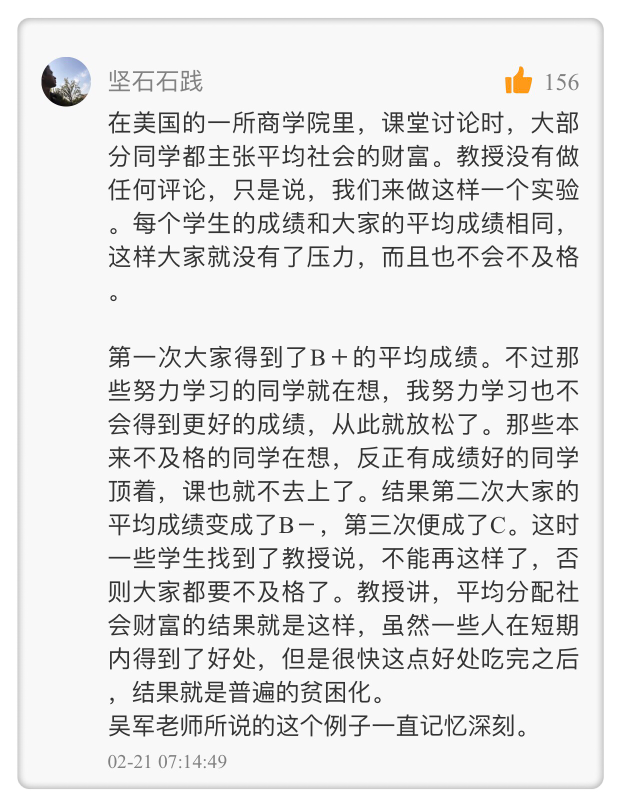 坚石石践
156
在美国的一所商学院里，课堂讨论时，大部
分同学都主张平均社会的财富。教授没有做
任何评论，只是说，我们来做这样一个实验
。每个学生的成绩和大家的平均成绩相同，
这样大家就没有了压力，而且也不会不及格
。
第一次大家得到了B＋的平均成绩。不过那
些努力学习的同学就在想，我努力学习也不
会得到更好的成绩，从此就放松了。那些本
来不及格的同学在想，反正有成绩好的同学
顶着，课也就不去上了。结果第二次大家的
平均成绩变成了B－，第三次便成了C。这时
一些学生找到了教授说，不能再这样了，否
则大家都要不及格了。教授讲，平均分配社
会财富的结果就是这样，虽然一些人在短期
内得到了好处，但是很快这点好处吃完之后
，结果就是普遍的贫困化。
吴军老师所说的这个例子一直记忆深刻。
02-21 07:14:49